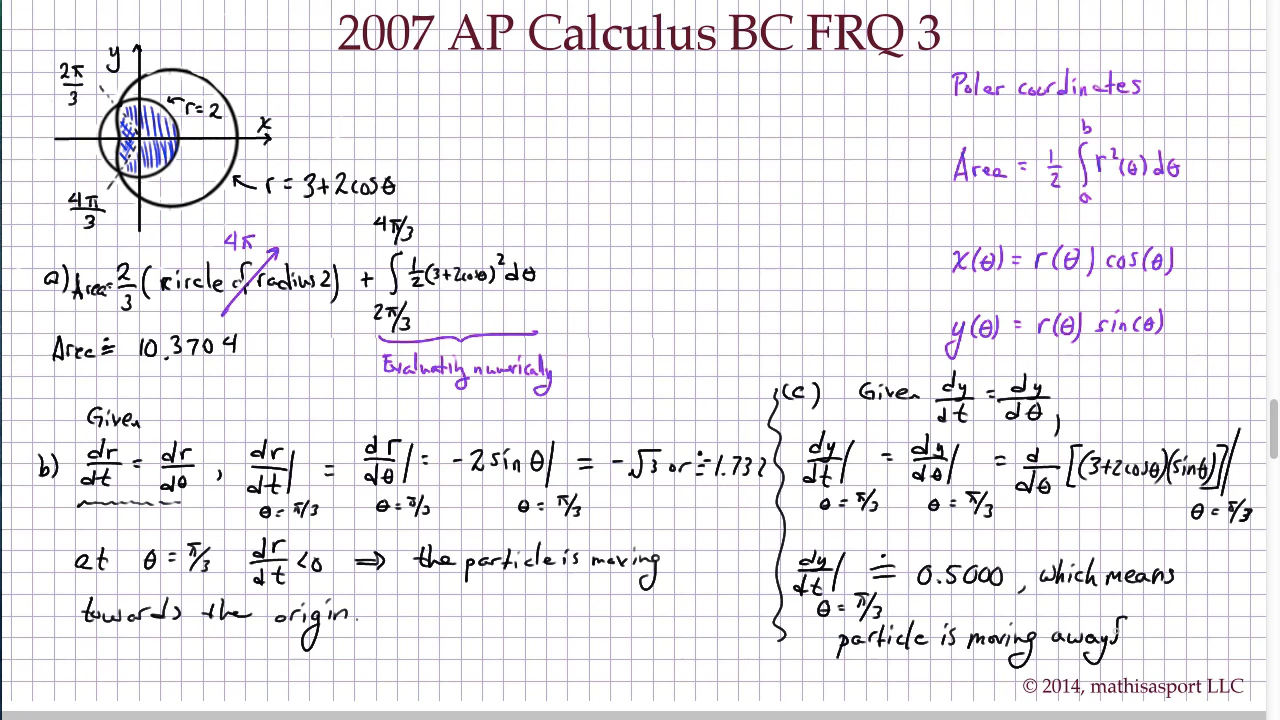 2007 AP Calculus BC FRQ 3
y
2π/3
r=2
x
4π/3
r = 3+2cosθ
Polar coordinates
Area = 1/2 ∫_a^b r²(θ)dθ
x(θ) = r(θ) cos(θ)
y(θ) = r(θ) sin(θ)
4π
a) Area = 2/3 (circle of radius 2) + ∫_{2π/3}^{4π/3} 1/2(3+2cosθ)² dθ
Area ≐ 10.3704
Evaluating numerically
Given
b) dr/dt = dr/dθ , dr/dt|θ=π/3 = dr/dθ|θ=π/3 = -2sinθ|θ=π/3 = -√3 or ≐ -1.732
at θ = π/3 dr/dt <0 ⇒ the particle is moving
towards the origin.
(c) Given dy/dt = dy/dθ ,
dy/dt|θ=π/3 = dy/dθ|θ=π/3 = d/dθ [(3+2cosθ)(sinθ)]|θ=π/3
dy/dt|θ=π/3 ≐ 0.5000 , which means
particle is moving away
© 2014, mathisasport LLC